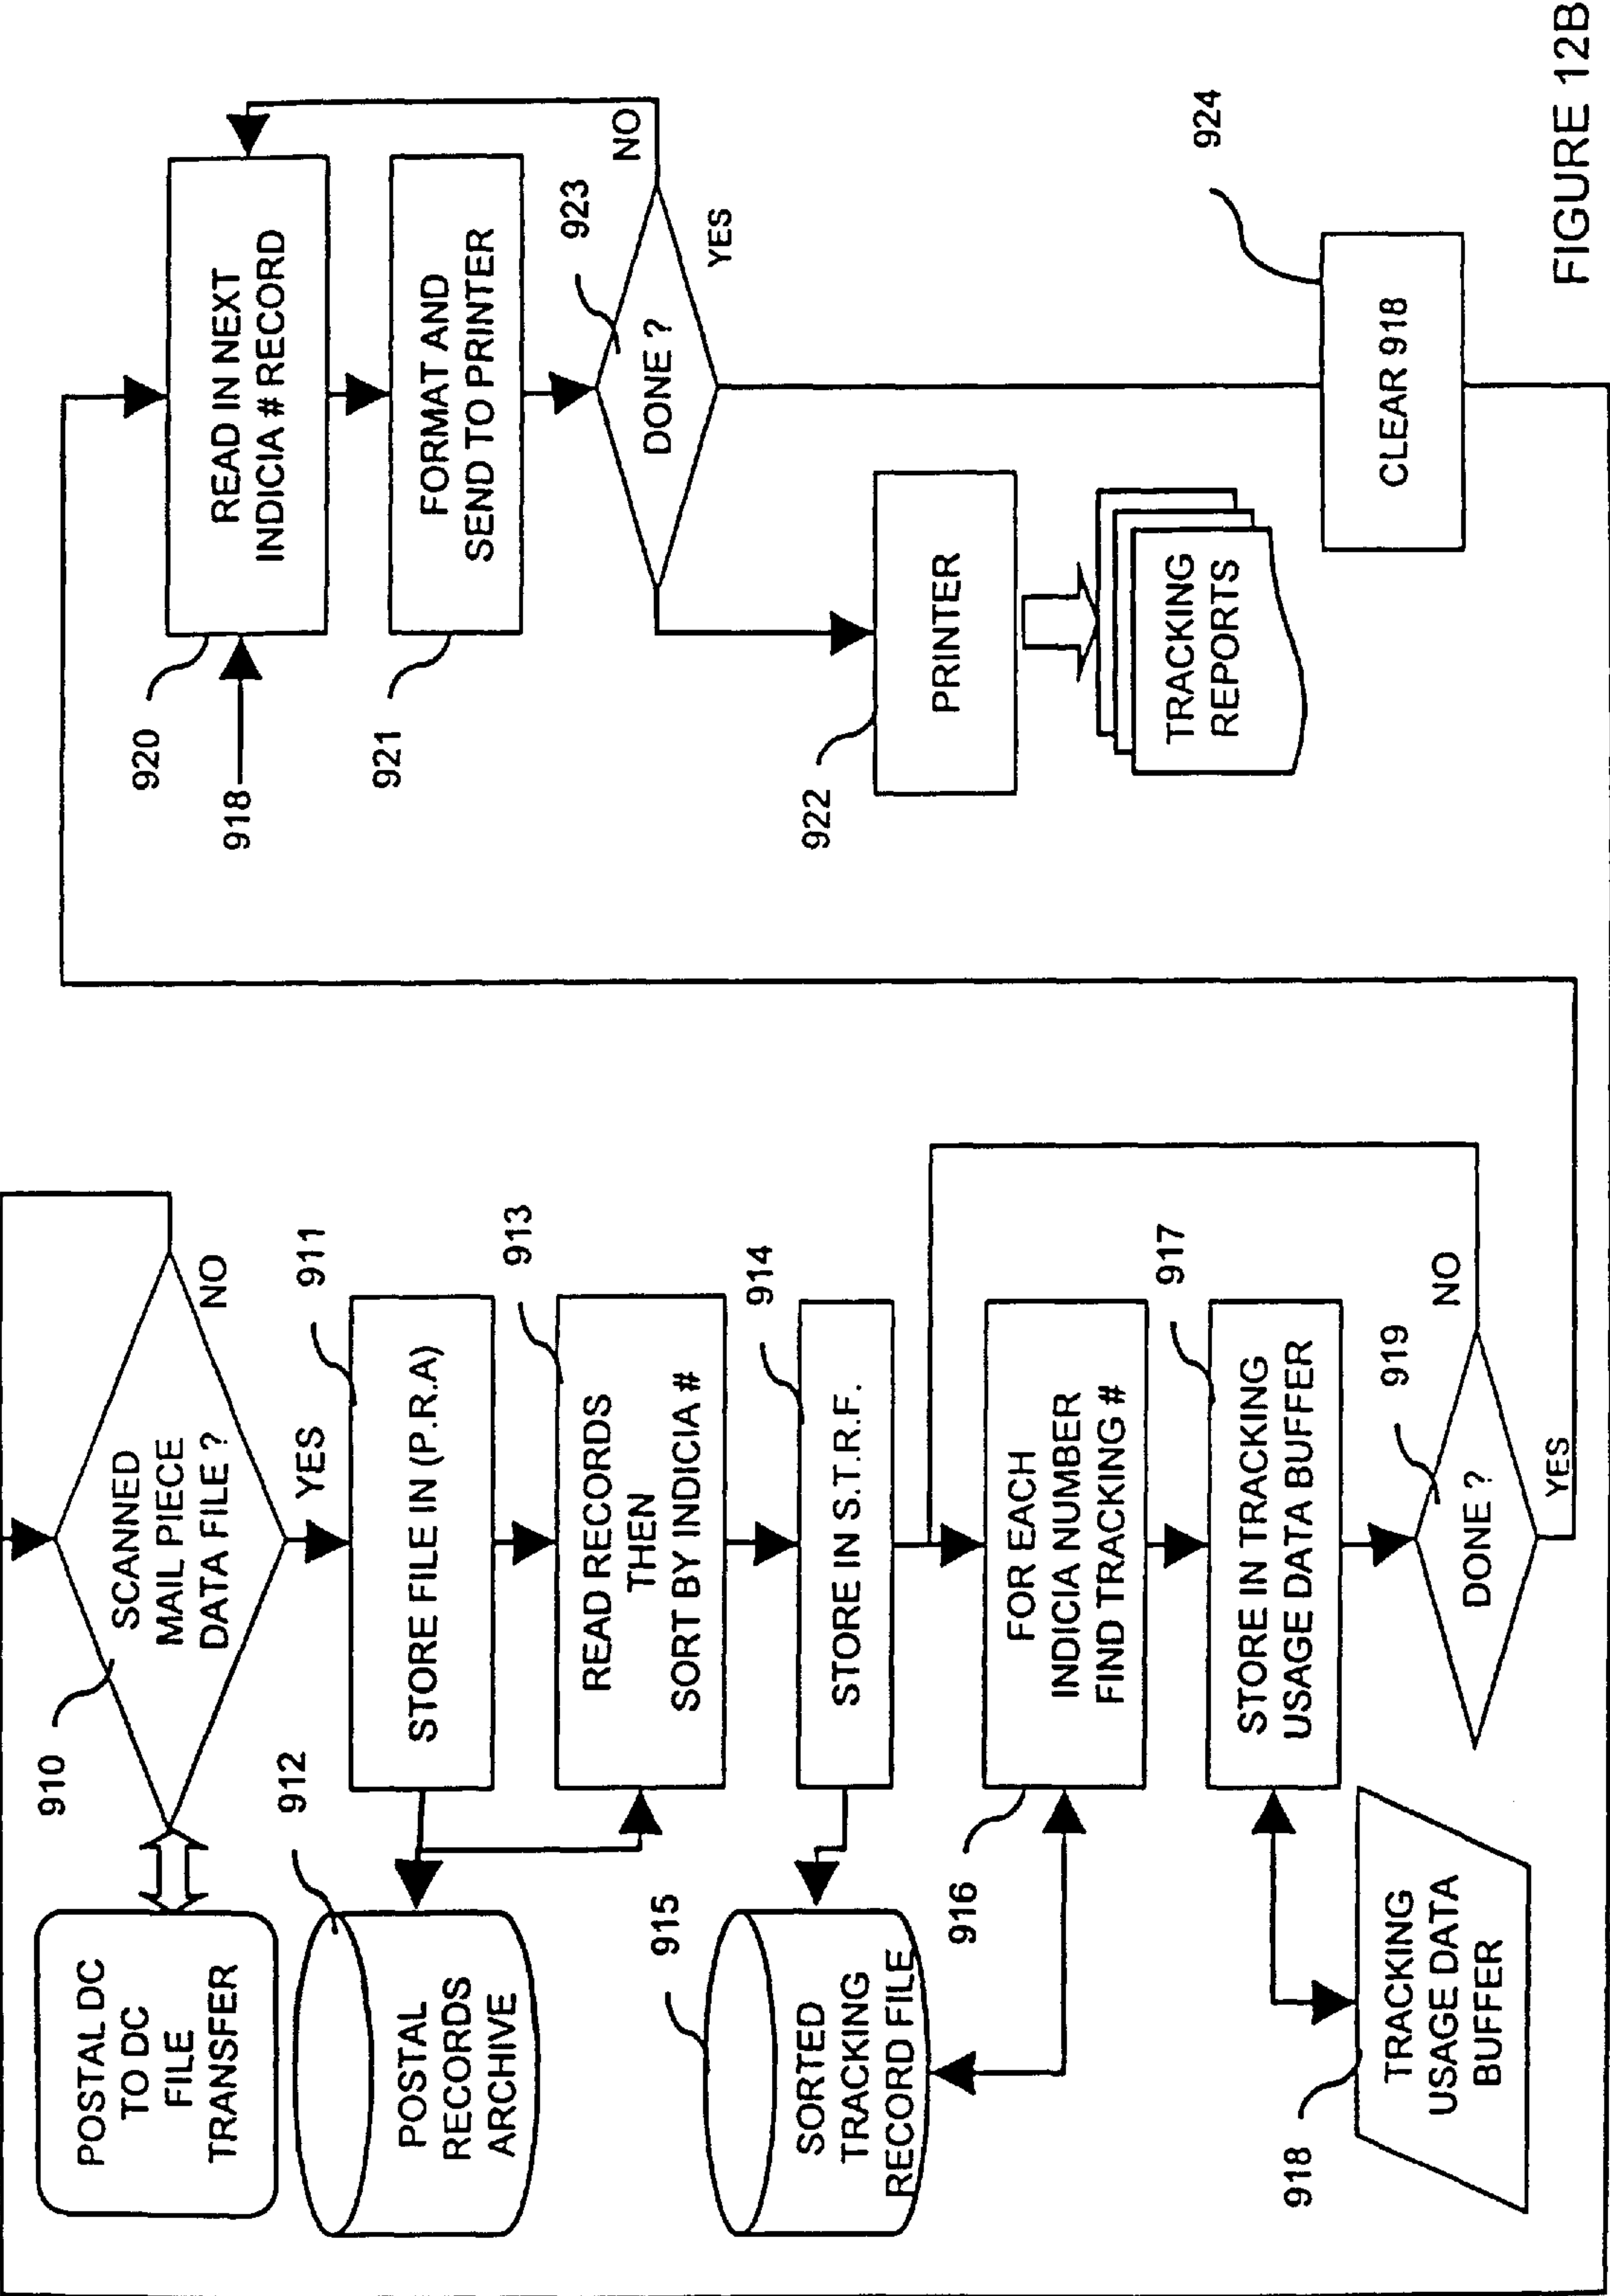 910
SCANNED
MAIL PIECE
DATA FILE ?
NO
YES
POSTAL DC
TO DC
FILE
TRANSFER
911
STORE FILE IN (P.R.A)
912
POSTAL
RECORDS
ARCHIVE
913
READ RECORDS
THEN
SORT BY INDICIA #
914
STORE IN S.T.R.F.
915
SORTED
TRACKING
RECORD FILE
916
FOR EACH
INDICIA NUMBER
FIND TRACKING #
917
STORE IN TRACKING
USAGE DATA BUFFER
918
TRACKING
USAGE DATA
BUFFER
919
DONE ?
NO
YES
920
918
READ IN NEXT
INDICIA # RECORD
921
FORMAT AND
SEND TO PRINTER
923
DONE ?
NO
YES
922
PRINTER
TRACKING
REPORTS
924
CLEAR 918
FIGURE 12B